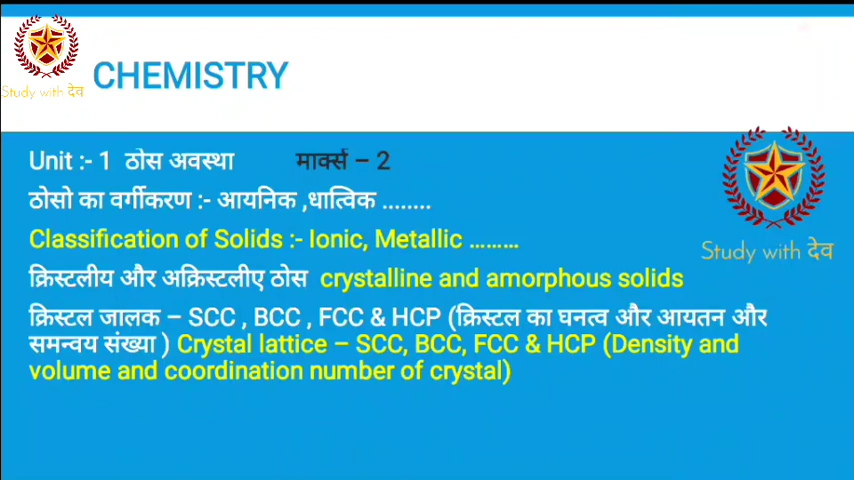 Study with देव
CHEMISTRY
Unit :- 1 ठोस अवस्था मार्क्स – 2
ठोसो का वर्गीकरण :- आयनिक ,धात्विक ........
Classification of Solids :- Ionic, Metallic .........
Study with देव
क्रिस्टलीय और अक्रिस्टलीए ठोस crystalline and amorphous solids
क्रिस्टल जालक – SCC , BCC , FCC & HCP (क्रिस्टल का घनत्व और आयतन और
समन्वय संख्या ) Crystal lattice – SCC, BCC, FCC & HCP (Density and
volume and coordination number of crystal)